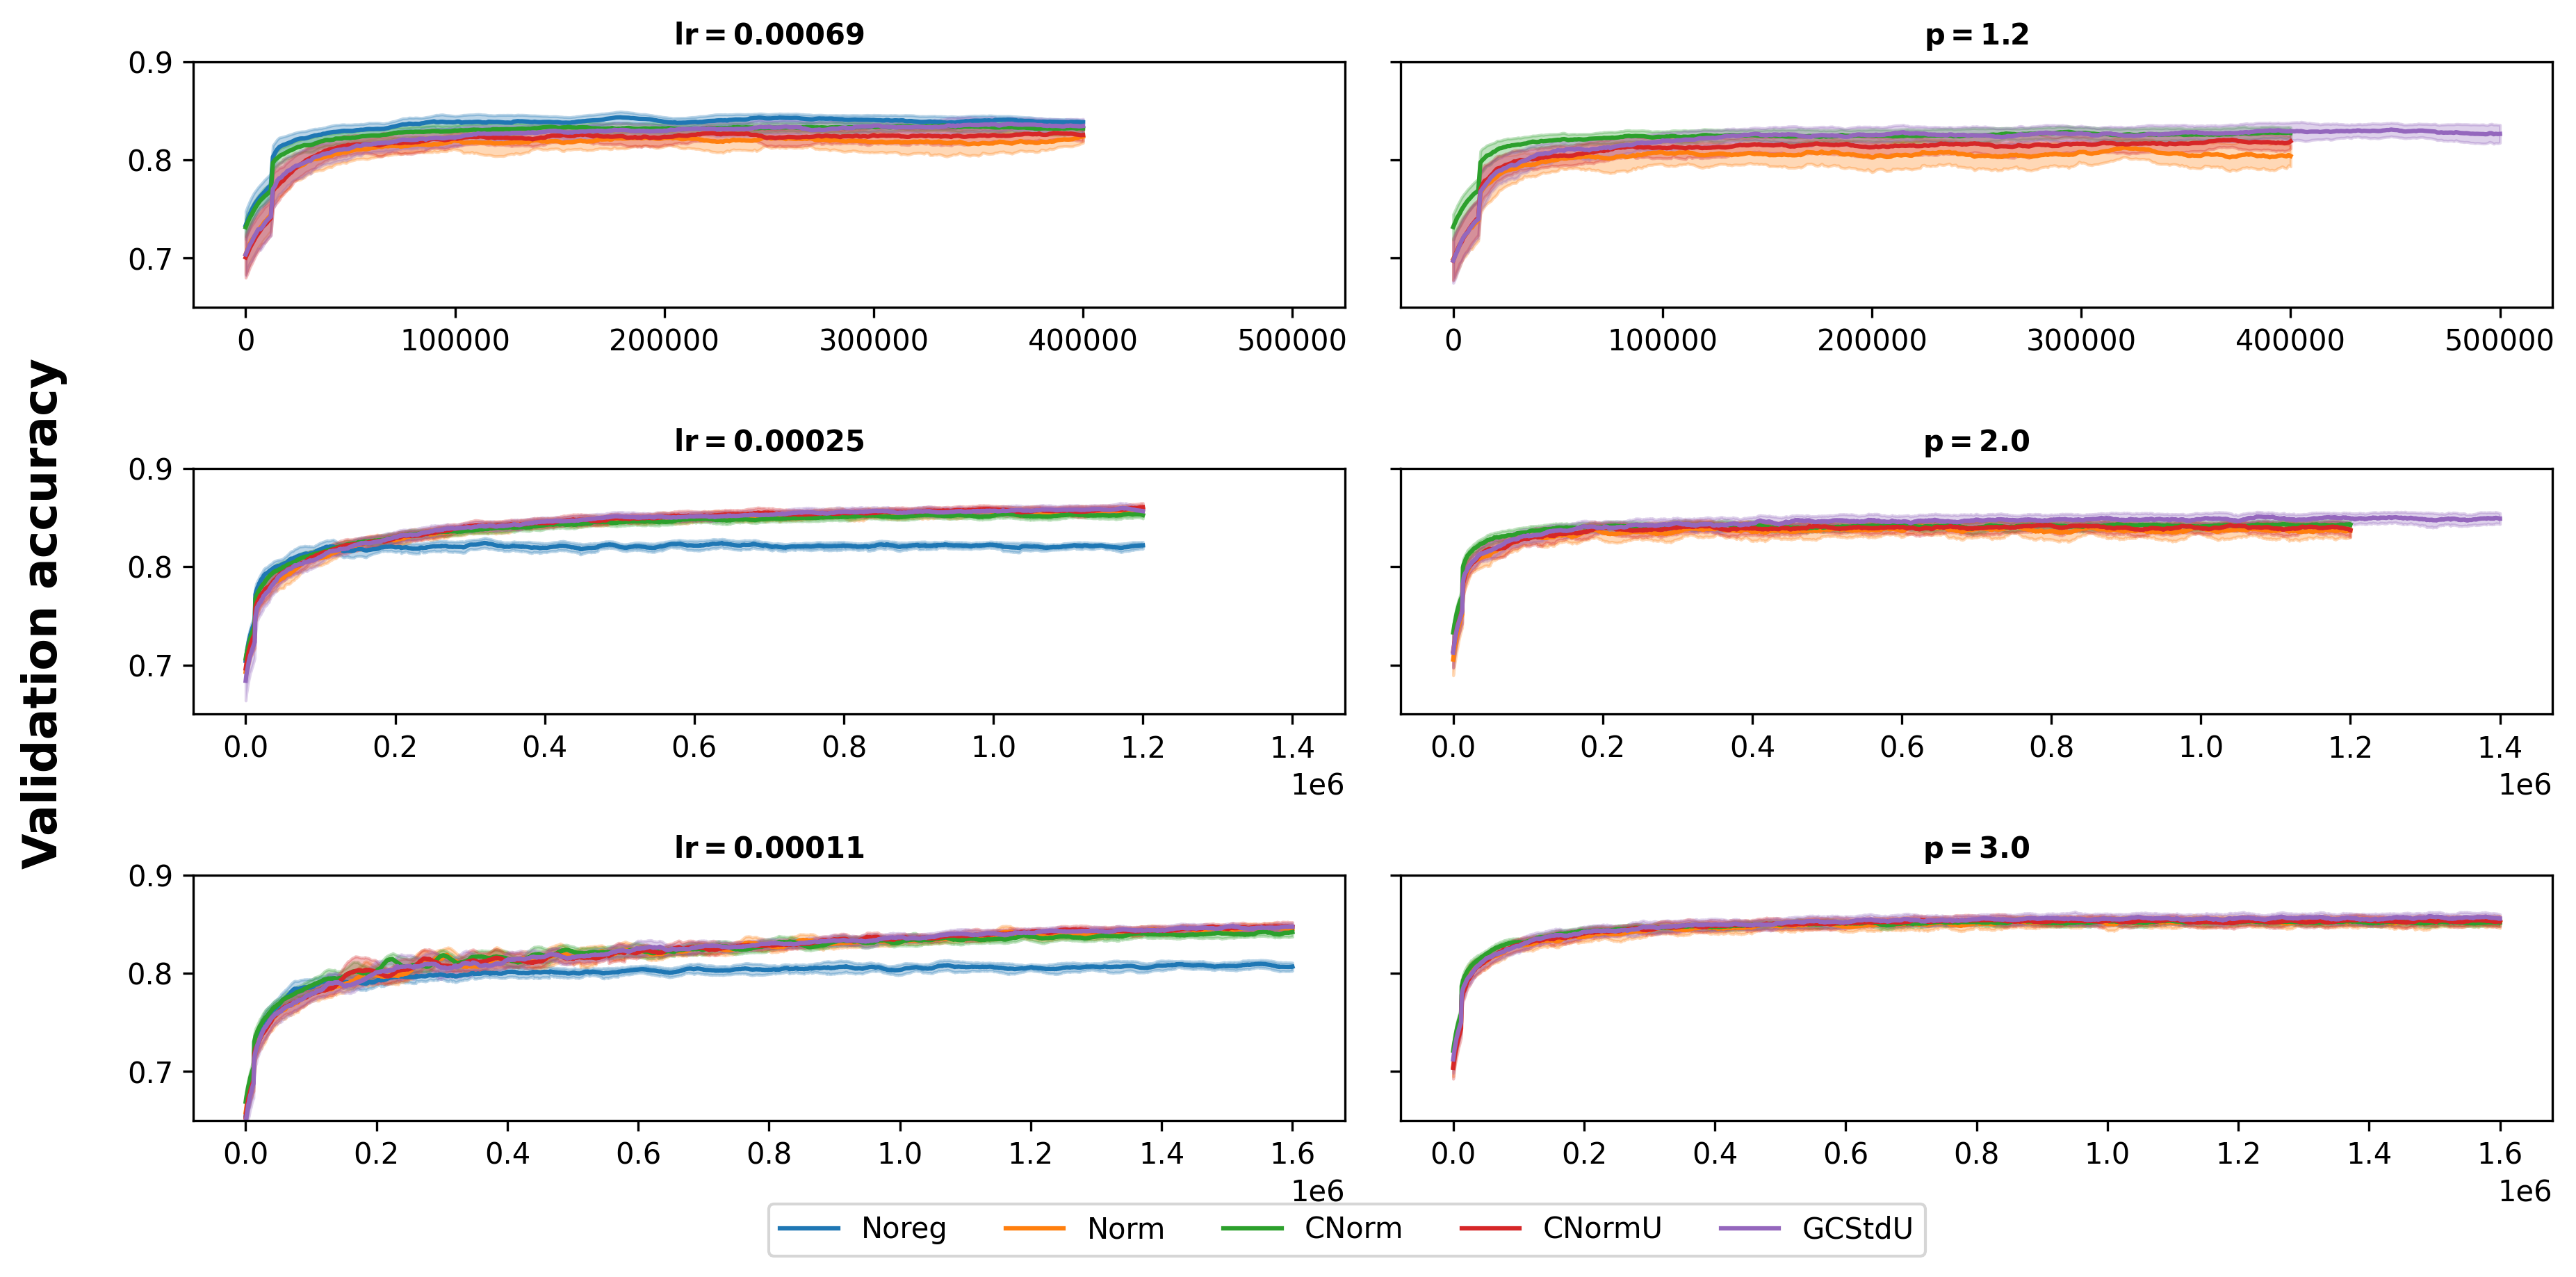 lr = 0.00069
p = 1.2
0.9
0.8
0.7
0 100000 200000 300000 400000 500000
0 100000 200000 300000 400000 500000
Validation accuracy
lr = 0.00025
p = 2.0
0.9
0.8
0.7
0.0 0.2 0.4 0.6 0.8 1.0 1.2 1.4
1e6
0.0 0.2 0.4 0.6 0.8 1.0 1.2 1.4
1e6
lr = 0.00011
p = 3.0
0.9
0.8
0.7
0.0 0.2 0.4 0.6 0.8 1.0 1.2 1.4 1.6
1e6
0.0 0.2 0.4 0.6 0.8 1.0 1.2 1.4 1.6
1e6
Noreg Norm CNorm CNormU GCStdU